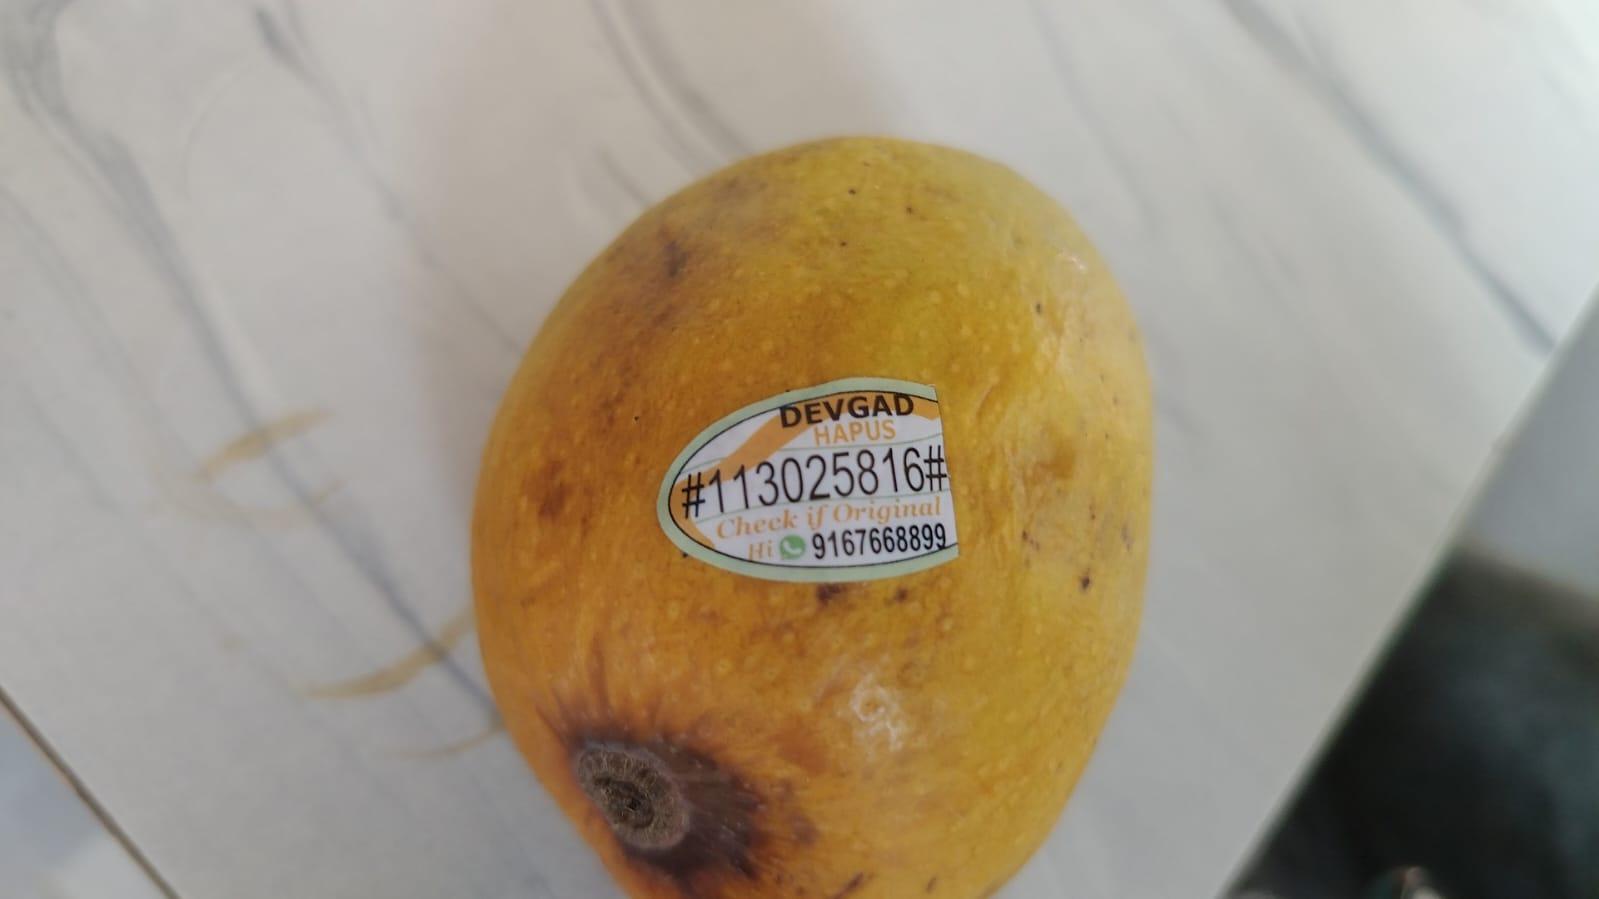 DEVGAD
HAPUS
#113025816#
Check if Original
Hi 9167668899